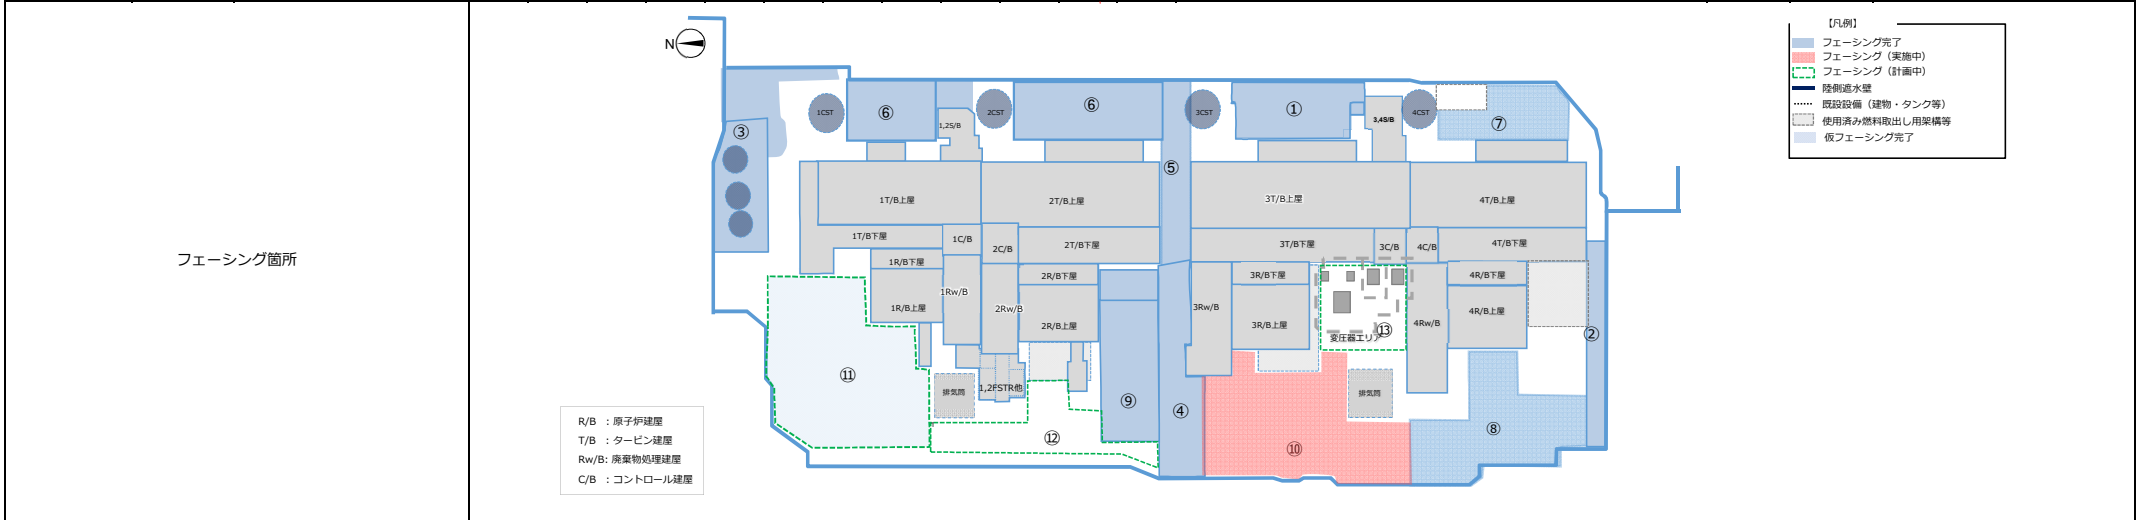 フェーシング箇所
N
【凡例】
フェーシング完了
フェーシング（実施中）
フェーシング（計画中）
陸側遮水壁
既設設備（建物・タンク等）
使用済み燃料取出し用架構等
仮フェーシング完了
1CST
⑥
2CST
⑥
3CST
①
3,4S/B
4CST
⑦
③
1,2S/B
⑤
1T/B上屋
2T/B上屋
3T/B上屋
4T/B上屋
1T/B下屋
1C/B
2C/B
2T/B下屋
3T/B下屋
3C/B
4C/B
4T/B下屋
1R/B下屋
2R/B下屋
3R/B下屋
4R/B下屋
1R/B上屋
1Rw/B
2Rw/B
2R/B上屋
3Rw/B
3R/B上屋
変圧器エリア
⑬
4Rw/B
4R/B上屋
②
⑪
排気筒
1,2FSTR他
⑨
④
排気筒
⑫
⑩
⑧
R/B ：原子炉建屋
T/B ：タービン建屋
Rw/B：廃棄物処理建屋
C/B ：コントロール建屋